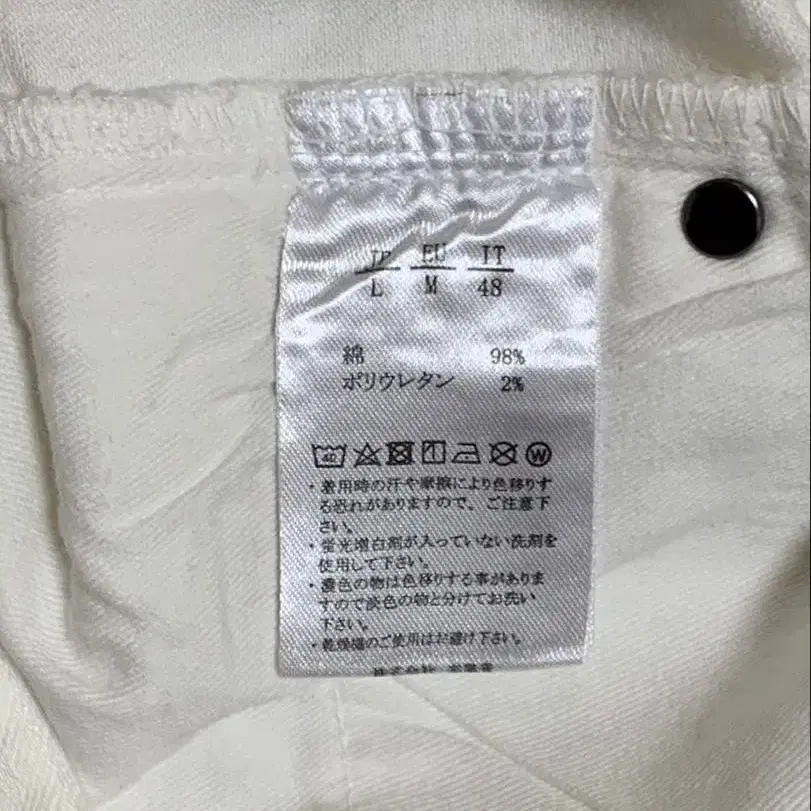 JP EU IT
L M 48
綿 98%
ポリウレタン 2%
40 W
・着用時の汗や摩擦により色移りす
る恐れがありますので、ご注意下
さい。
・蛍光増白剤が入っていない洗剤を
使用して下さい。
・濃色の物は色移りする事がありま
すので淡色の物と分けてお洗い
下さい。
・乾燥機のご使用はお避け下さい。
株式会社